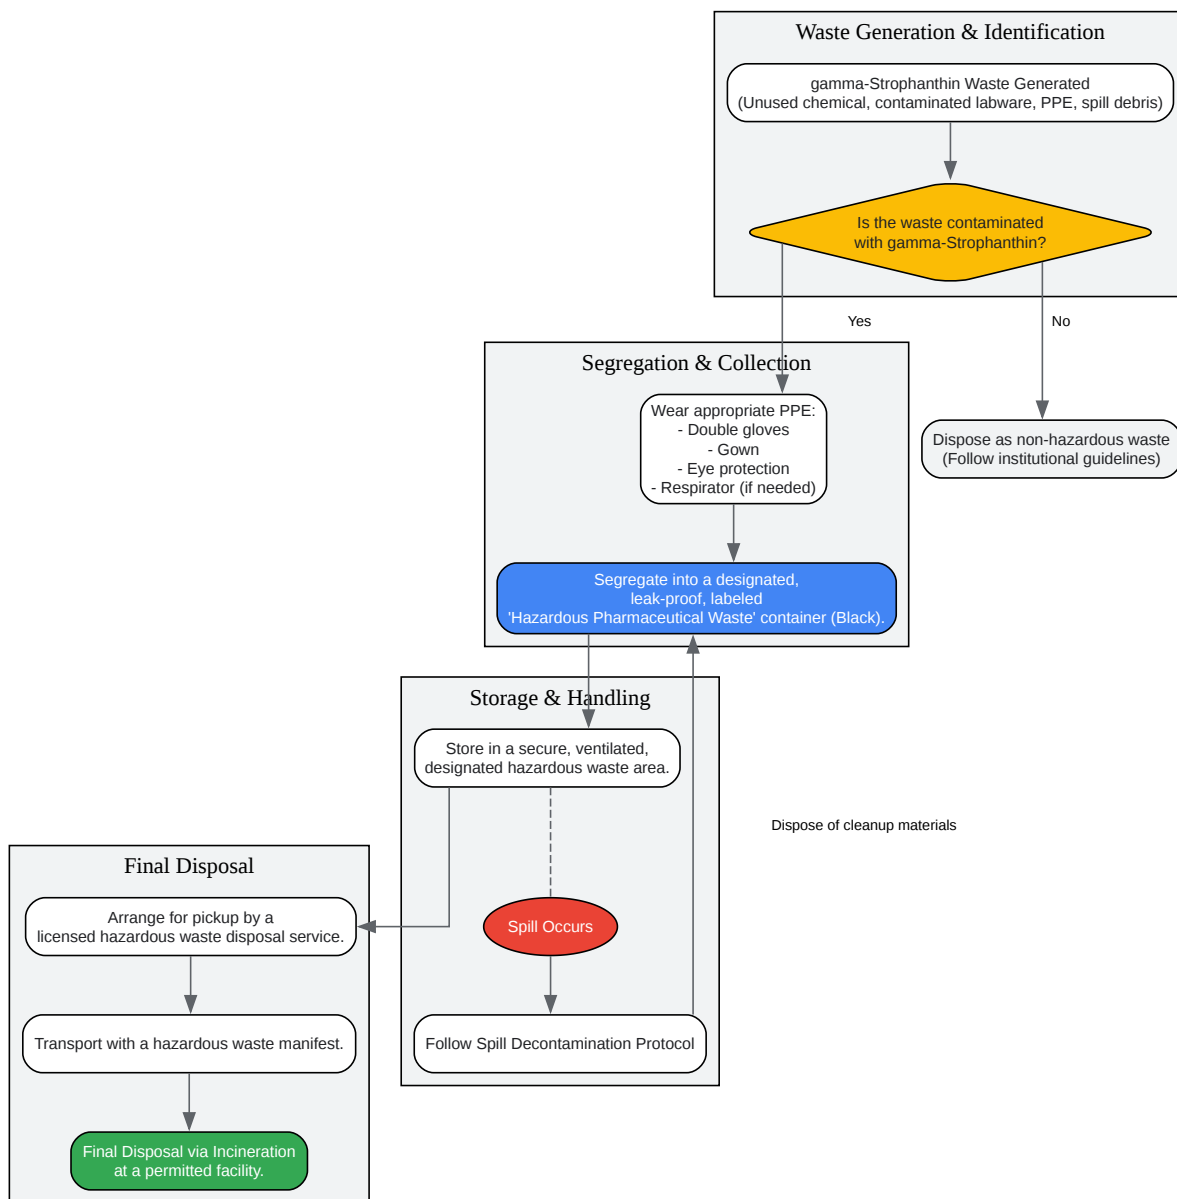 Waste Generation & Identification
gamma-Strophanthin Waste Generated
(Unused chemical, contaminated labware, PPE, spill debris)
Is the waste contaminated
with gamma-Strophanthin?
Yes
No
Segregation & Collection
Wear appropriate PPE:
- Double gloves
- Gown
- Eye protection
- Respirator (if needed)
Dispose as non-hazardous waste
(Follow institutional guidelines)
Segregate into a designated,
leak-proof, labeled
'Hazardous Pharmaceutical Waste' container (Black).
Storage & Handling
Store in a secure, ventilated,
designated hazardous waste area.
Dispose of cleanup materials
Spill Occurs
Follow Spill Decontamination Protocol
Final Disposal
Arrange for pickup by a
licensed hazardous waste disposal service.
Transport with a hazardous waste manifest.
Final Disposal via Incineration
at a permitted facility.